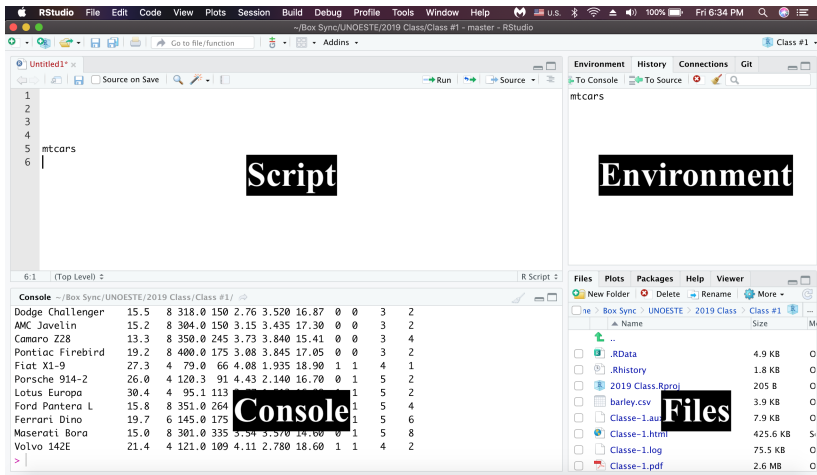 RStudio File Edit Code View Plots Session Build Debug Profile Tools Window Help U.S. 100% Fri 6:34 PM
~/Box Sync/UNOESTE/2019 Class/Class #1 - master - RStudio
Go to file/function Addins Class #1
Untitled1*
Source on Save Run Source
1
2
3
4
5 mtcars
6
Script
6:1 (Top Level) R Script
Environment History Connections Git
To Console To Source
mtcars
Environment
Console ~/Box Sync/UNOESTE/2019 Class/Class #1/
Dodge Challenger 15.5 8 318.0 150 2.76 3.520 16.87 0 0 3 2
AMC Javelin 15.2 8 304.0 150 3.15 3.435 17.30 0 0 3 2
Camaro Z28 13.3 8 350.0 245 3.73 3.840 15.41 0 0 3 4
Pontiac Firebird 19.2 8 400.0 175 3.08 3.845 17.05 0 0 3 2
Fiat X1-9 27.3 4 79.0 66 4.08 1.935 18.90 1 1 4 1
Porsche 914-2 26.0 4 120.3 91 4.43 2.140 16.70 0 1 5 2
Lotus Europa 30.4 4 95.1 113 1 5 2
Ford Pantera L 15.8 8 351.0 264 1 5 4
Ferrari Dino 19.7 6 145.0 175 1 5 6
Maserati Bora 15.0 8 301.0 335 3.54 3.570 14.60 0 1 5 8
Volvo 142E 21.4 4 121.0 109 4.11 2.780 18.60 1 1 4 2
>
Console
Files Plots Packages Help Viewer
New Folder Delete Rename More
Box Sync UNOESTE 2019 Class Class #1 ...
Name Size
..
.RData 4.9 KB
.Rhistory 1.8 KB
2019 Class.Rproj 205 B
barley.csv 3.9 KB
Classe-1.aux 7.9 KB
Classe-1.html 425.6 KB
Classe-1.log 75.5 KB
Classe-1.pdf 2.6 MB
Files